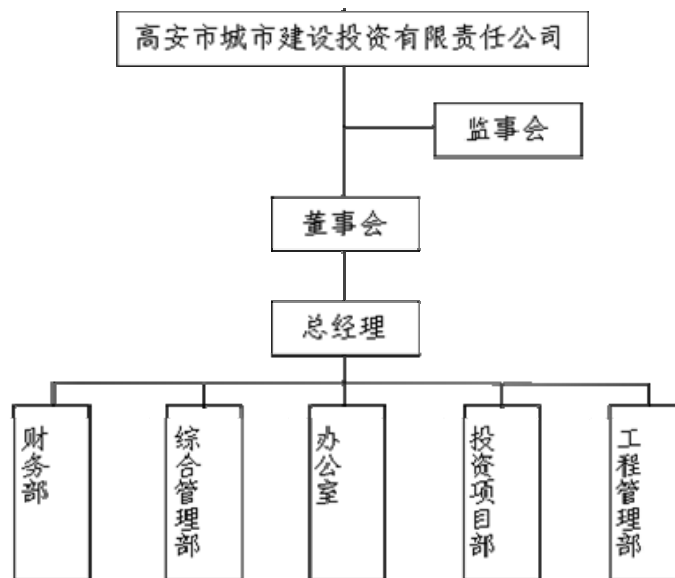 高安市城市建设投资有限责任公司
监事会
董事会
总经理
财务部
综合管理部
办公室
投资项目部
工程管理部